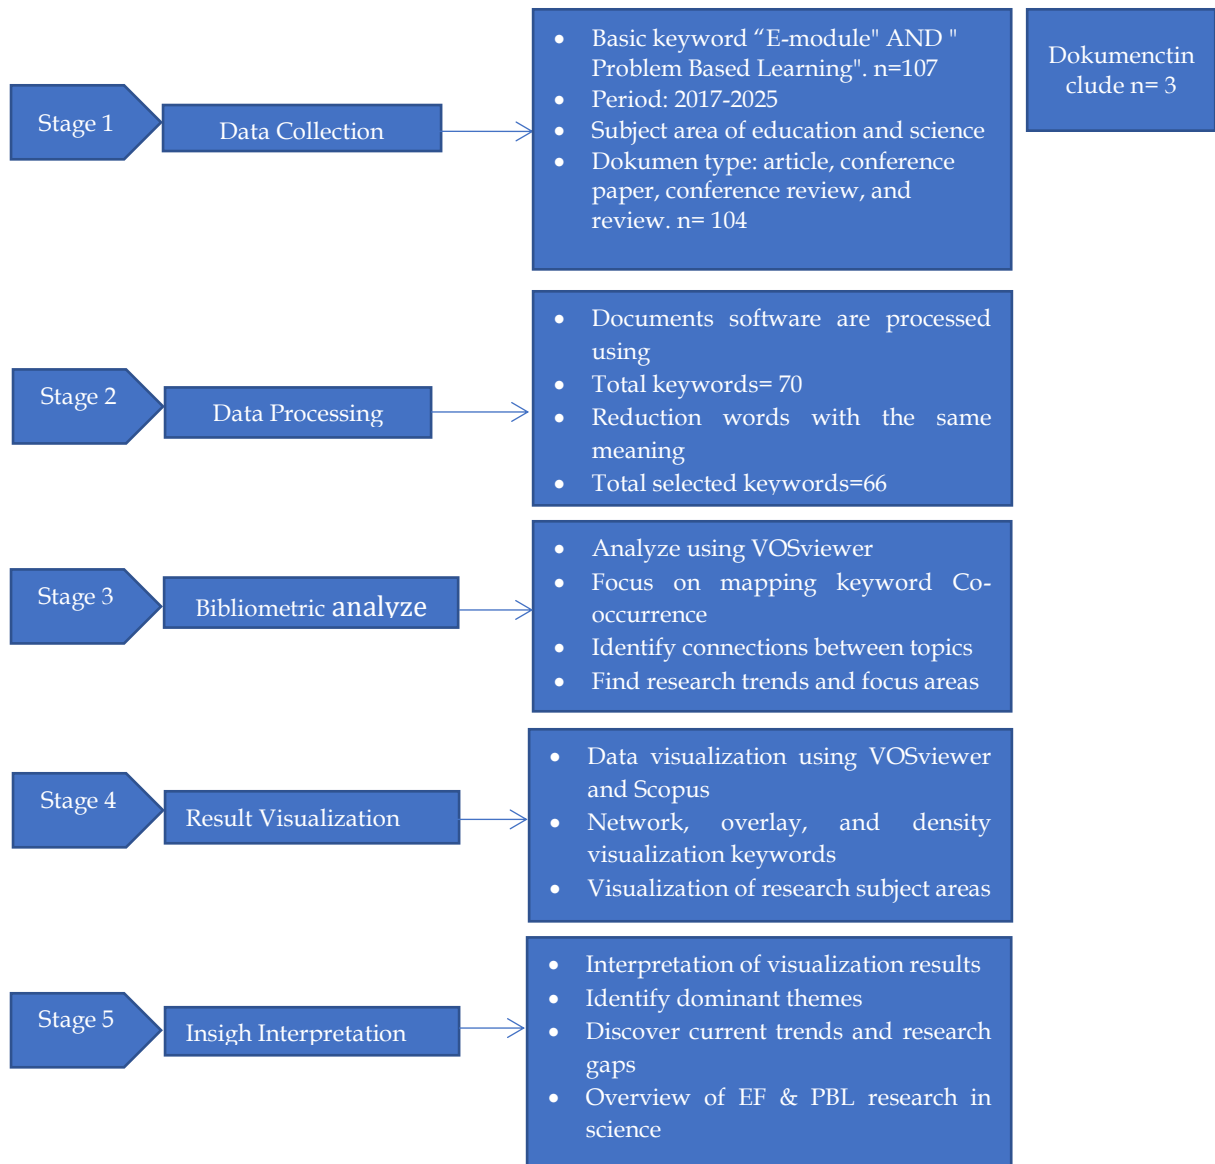 Stage 1
Data Collection
• Basic keyword “E-module" AND "
Problem Based Learning". n=107
• Period: 2017-2025
• Subject area of education and science
• Dokumen type: article, conference
paper, conference review, and
review. n= 104
Dokumenctin
clude n= 3
Stage 2
Data Processing
• Documents software are processed
using
• Total keywords= 70
• Reduction words with the same
meaning
• Total selected keywords=66
Stage 3
Bibliometric analyze
• Analyze using VOSviewer
• Focus on mapping keyword Co-
occurrence
• Identify connections between topics
• Find research trends and focus areas
Stage 4
Result Visualization
• Data visualization using VOSviewer
and Scopus
• Network, overlay, and density
visualization keywords
• Visualization of research subject areas
Stage 5
Insigh Interpretation
• Interpretation of visualization results
• Identify dominant themes
• Discover current trends and research
gaps
• Overview of EF & PBL research in
science